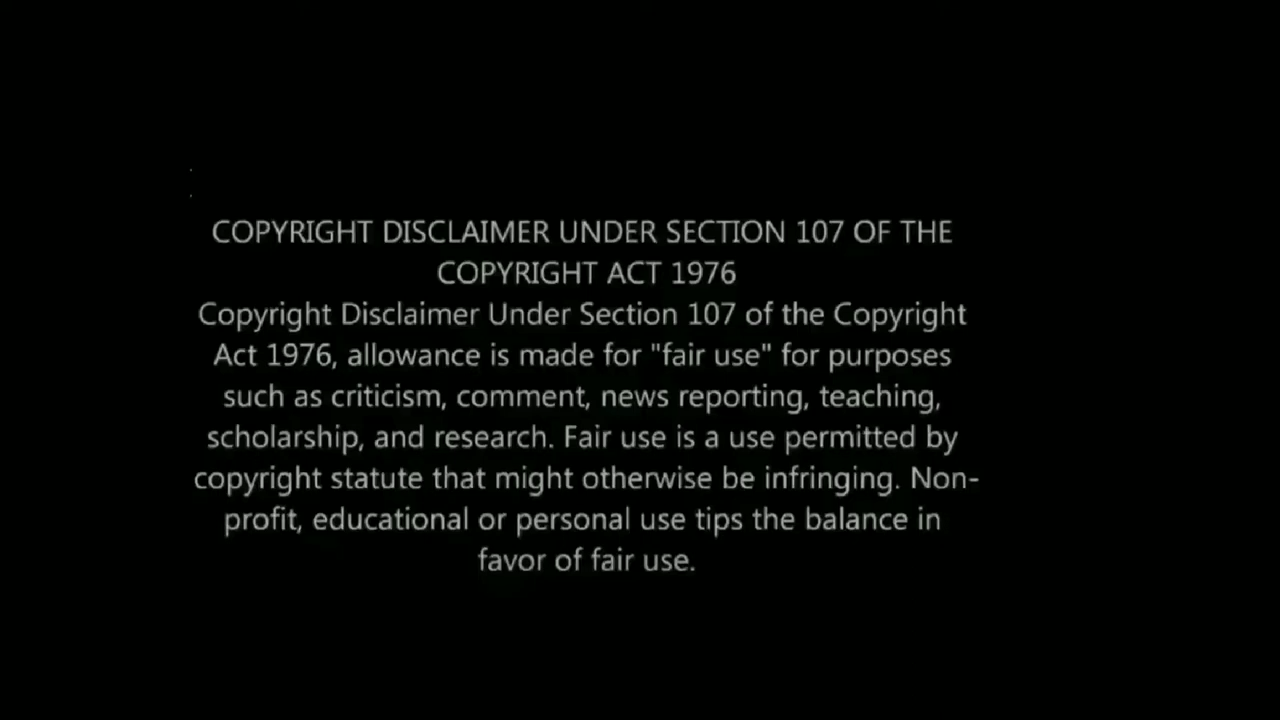 COPYRIGHT DISCLAIMER UNDER SECTION 107 OF THE
COPYRIGHT ACT 1976
Copyright Disclaimer Under Section 107 of the Copyright
Act 1976, allowance is made for "fair use" for purposes
such as criticism, comment, news reporting, teaching,
scholarship, and research. Fair use is a use permitted by
copyright statute that might otherwise be infringing. Non-
profit, educational or personal use tips the balance in
favor of fair use.